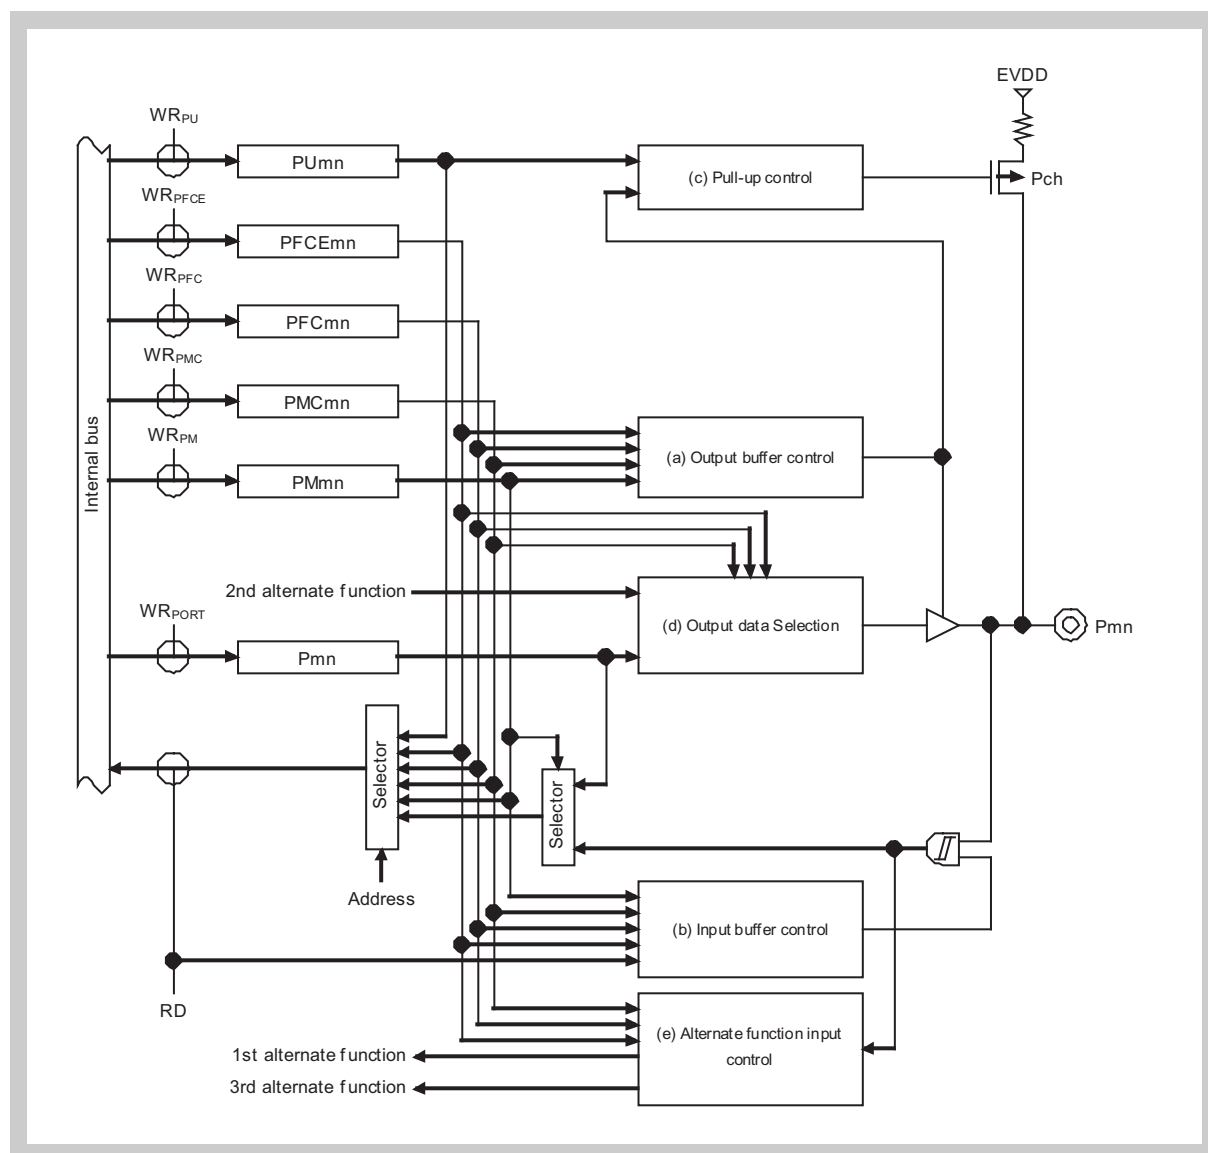 EVDD
WRPU
PUmn
(c) Pull-up control
Pch
WRPFCE
PFCEmn
WRPFC
PFCmn
WRPMC
PMCmn
Internal bus
WRPM
PMmn
(a) Output buffer control
2nd alternate function
WRPORT
(d) Output data Selection
Pmn
Pmn
Selector
Selector
Address
(b) Input buffer control
RD
(e) Alternate function input
control
1st alternate function
3rd alternate function